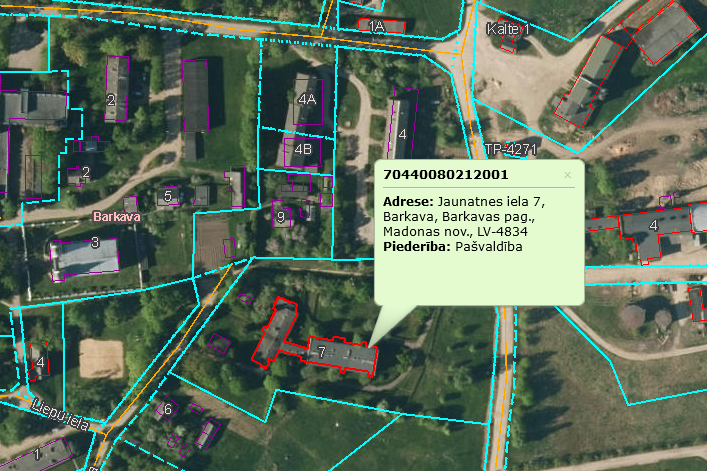 1A
Kalte 1
2
4A
4
4B
TP-4271
2
5
9
Barkava
3
4
70440080212001
×
Adrese: Jaunatnes iela 7,
Barkava, Barkavas pag.,
Madonas nov., LV-4834
Piederība: Pašvaldība
7
4
6
Liepu iela
1